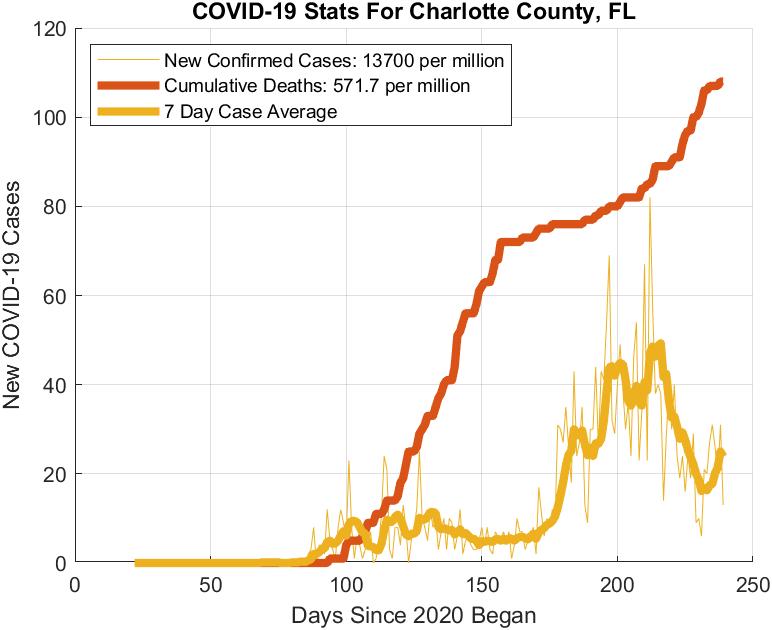 COVID-19 Stats For Charlotte County, FL
120
New Confirmed Cases: 13700 per million
Cumulative Deaths: 571.7 per million
7 Day Case Average
100
80
60
40
20
0
New COVID-19 Cases
0 50 100 150 200 250
Days Since 2020 Began